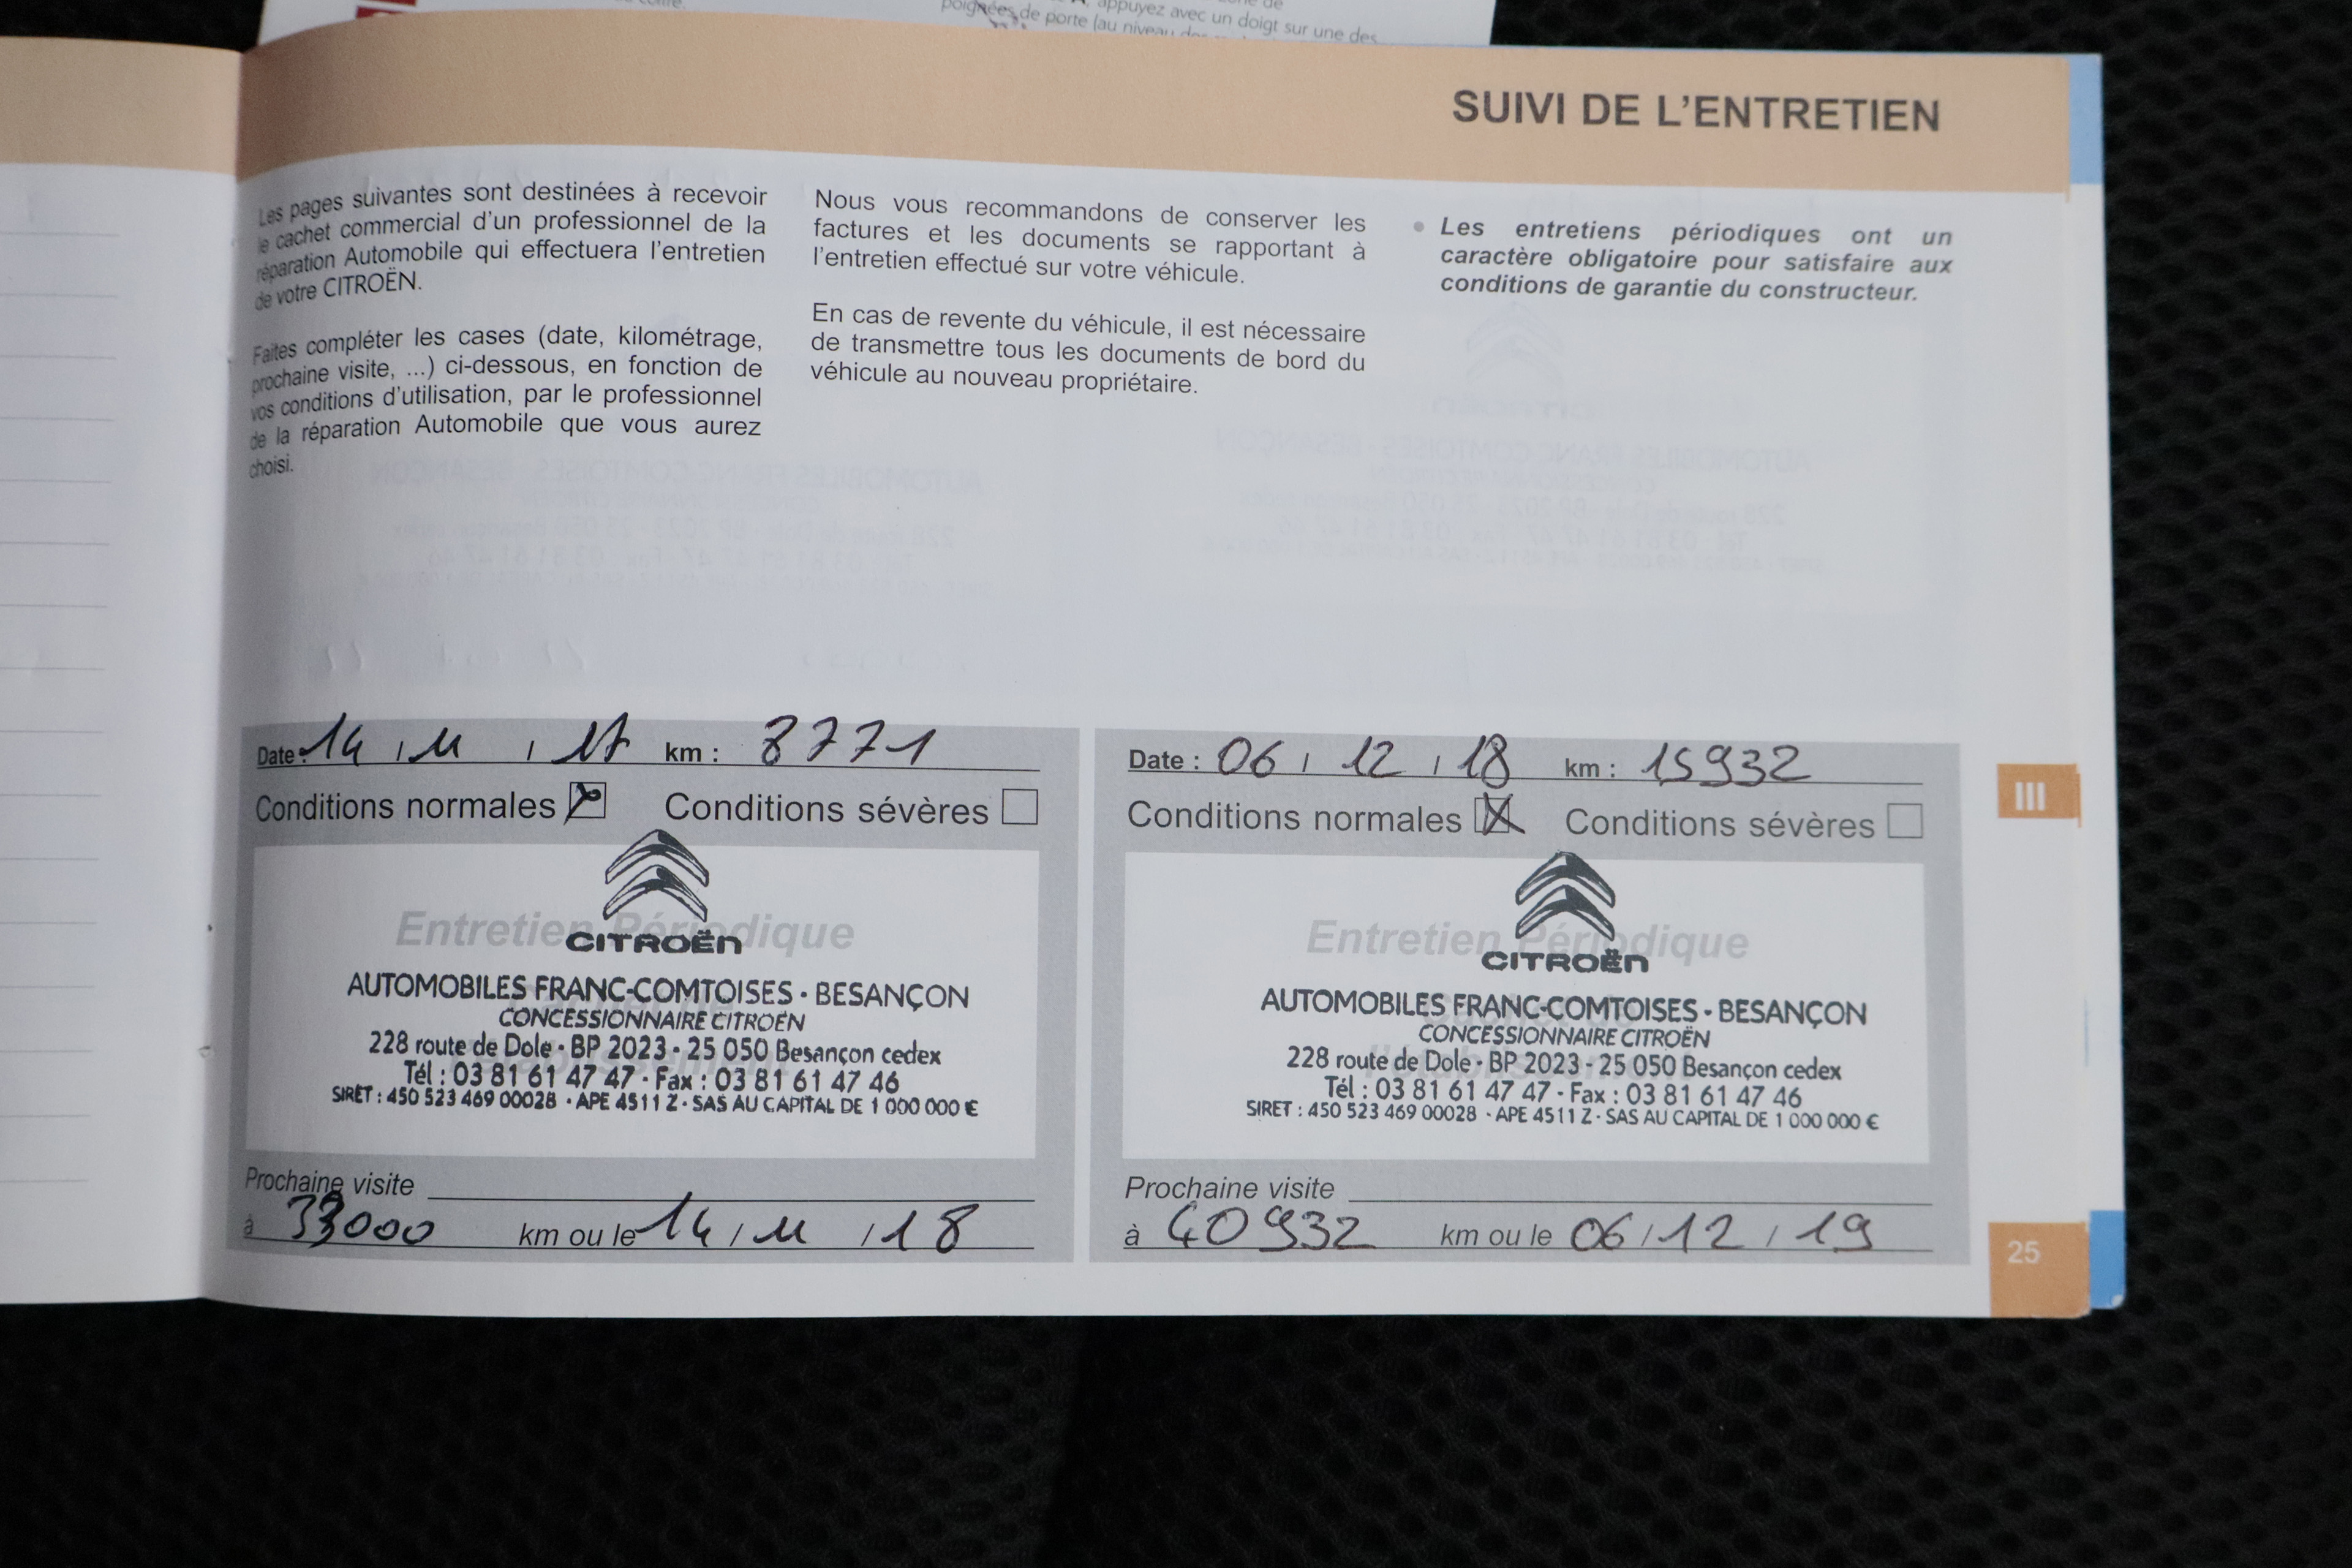 appuyez avec un doigt sur une des
poignées de porte (au niveau
SUIVI DE L'ENTRETIEN
Les pages suivantes sont destinées à recevoir
le cachet commercial d'un professionnel de la
réparation Automobile qui effectuera l'entretien
de votre CITROËN.
Faites compléter les cases (date, kilométrage,
prochaine visite, ...) ci-dessous, en fonction de
vos conditions d'utilisation, par le professionnel
de la réparation Automobile que vous aurez
choisi.
Nous vous recommandons de conserver les
factures et les documents se rapportant à
l'entretien effectué sur votre véhicule.
En cas de revente du véhicule, il est nécessaire
de transmettre tous les documents de bord du
véhicule au nouveau propriétaire.
• Les entretiens périodiques ont un
caractère obligatoire pour satisfaire aux
conditions de garantie du constructeur.
Date : 14 / 11 / 17 km : 8771
Conditions normales Conditions sévères
Entretien Périodique
CITROËN
AUTOMOBILES FRANC-COMTOISES - BESANÇON
CONCESSIONNAIRE CITROËN
228 route de Dole - BP 2023 - 25 050 Besançon cedex
Tél : 03 81 61 47 47 - Fax : 03 81 61 47 46
SIRET : 450 523 469 00028 - APE 4511 Z - SAS AU CAPITAL DE 1 000 000 €
Prochaine visite
à 33000 km ou le 14 / 11 / 18
Date : 06 / 12 / 18 km : 15932
Conditions normales Conditions sévères
Entretien Périodique
CITROËN
AUTOMOBILES FRANC-COMTOISES - BESANÇON
CONCESSIONNAIRE CITROËN
228 route de Dole - BP 2023 - 25 050 Besançon cedex
Tél : 03 81 61 47 47 - Fax : 03 81 61 47 46
SIRET : 450 523 469 00028 - APE 4511 Z - SAS AU CAPITAL DE 1 000 000 €
Prochaine visite
à 40932 km ou le 06 / 12 / 19
III
25